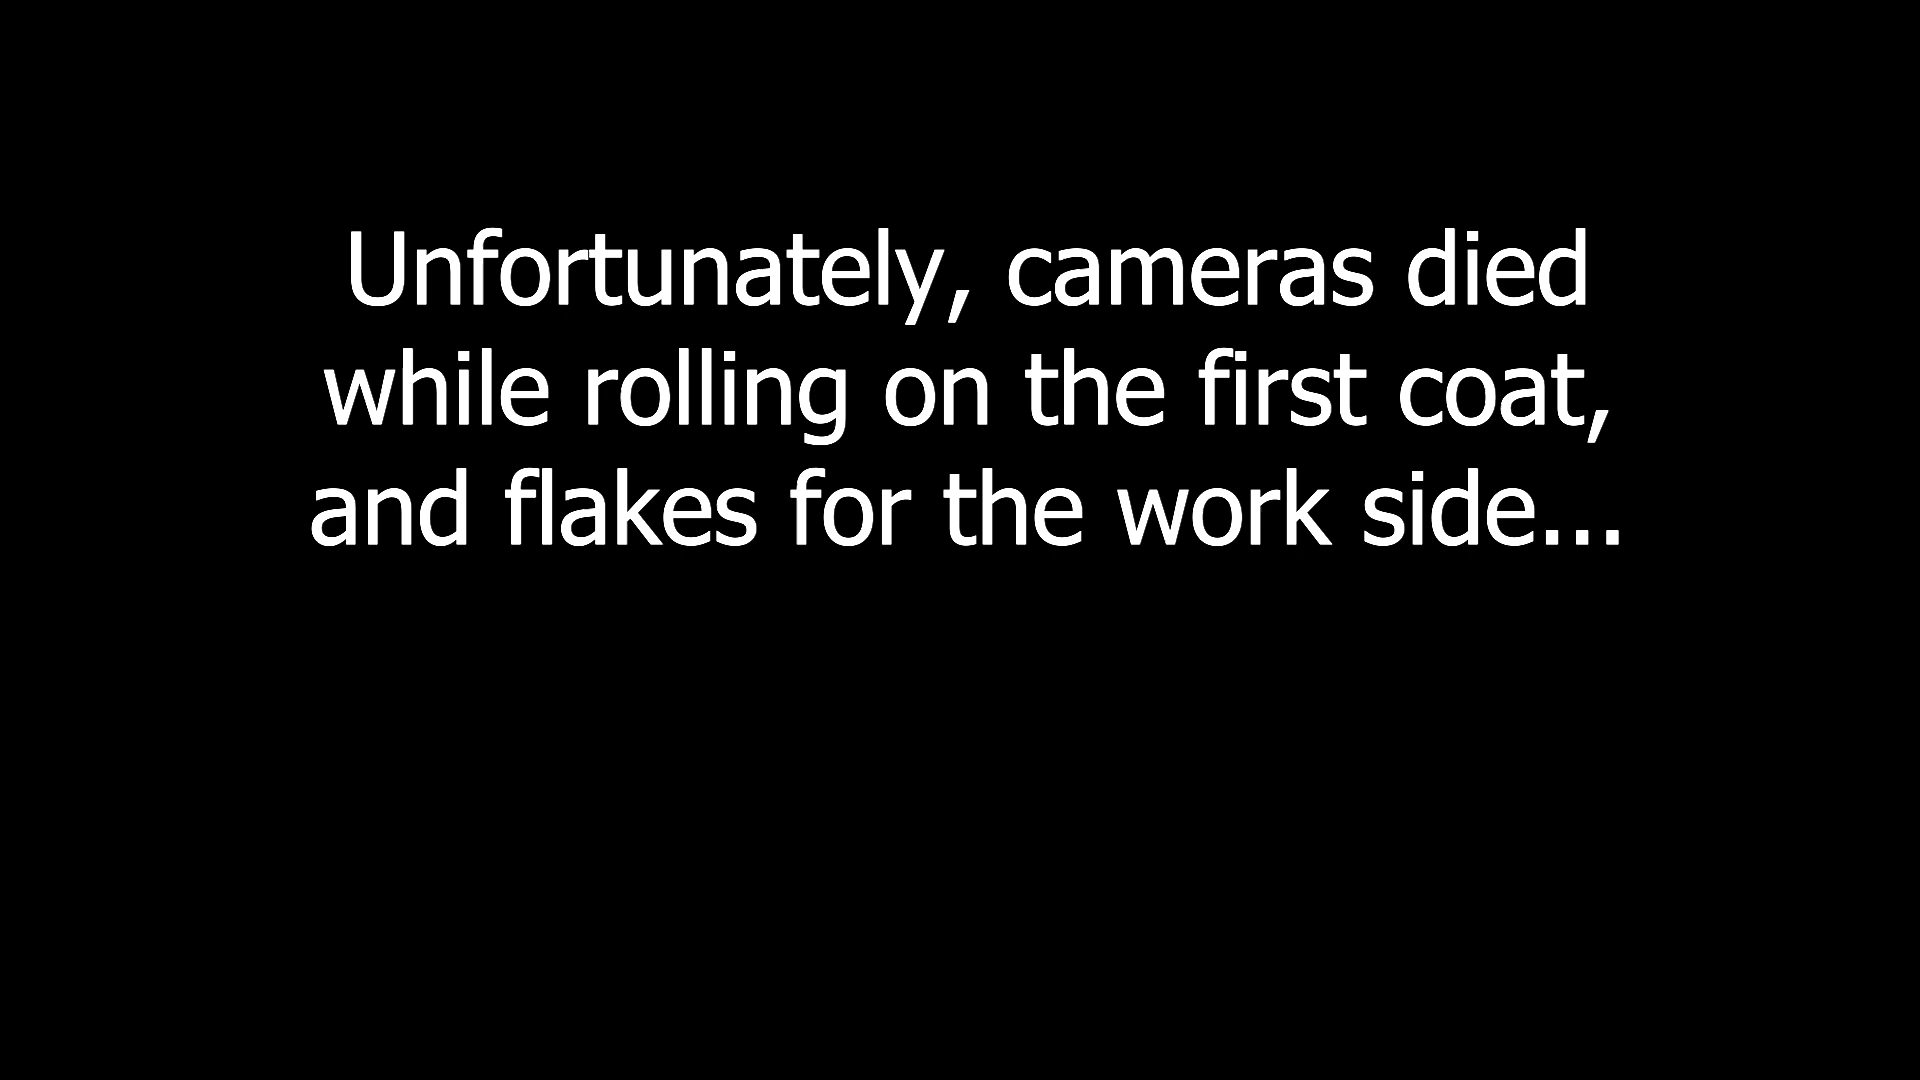 Unfortunately, cameras died
while rolling on the first coat,
and flakes for the work side...